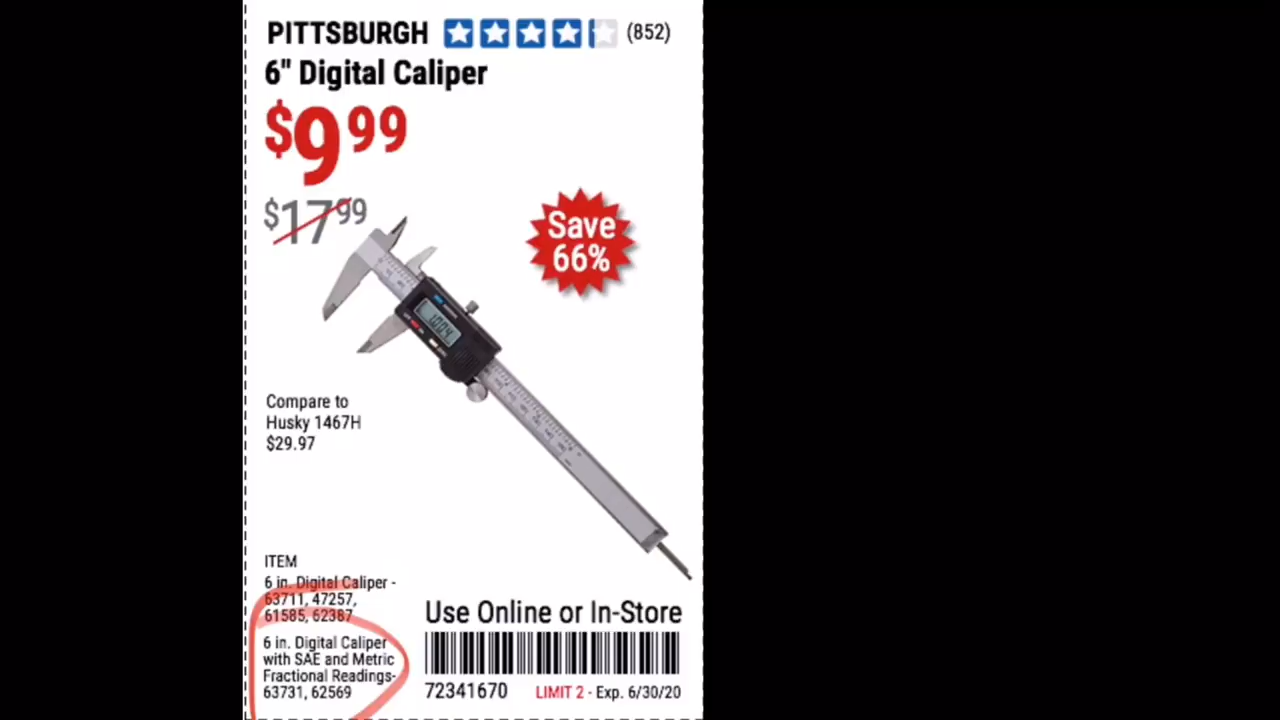 PITTSBURGH (852)
6" Digital Caliper
$9 99
$17 99
Save
66%
Compare to
Husky 1467H
$29.97
ITEM
6 in. Digital Caliper -
63711, 47257,
61585, 62387
6 in. Digital Caliper
with SAE and Metric
Fractional Readings-
63731, 62569
Use Online or In-Store
72341670 LIMIT 2 - Exp. 6/30/20